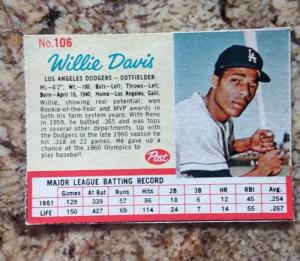 No. 106
Willie Davis
LOS ANGELES DODGERS - OUTFIELDER
Ht.-6'2"; Wt.-180; Bats-Left; Throws-Left;
Born-April 15, 1940; Home-Los Angeles, Calif.
Willie, showing real potential, won
Rookie-of-the-Year and MVP awards in
both his farm system years. With Reno
in 1959, he batted .365 and was tops in
several other departments. Up with
the Dodgers in the late 1960 season he
hit .318 in 22 games. He gave up a
chance at the 1960 Olympics to
play baseball.
Post
LA
MAJOR LEAGUE BATTING RECORD
Games At Bat Runs Hits 2B 3B HR RBI Avg.
1961 128 339 57 86 18 6 12 45 .254
LIFE 150 427 69 114 24 7 14 55 .267